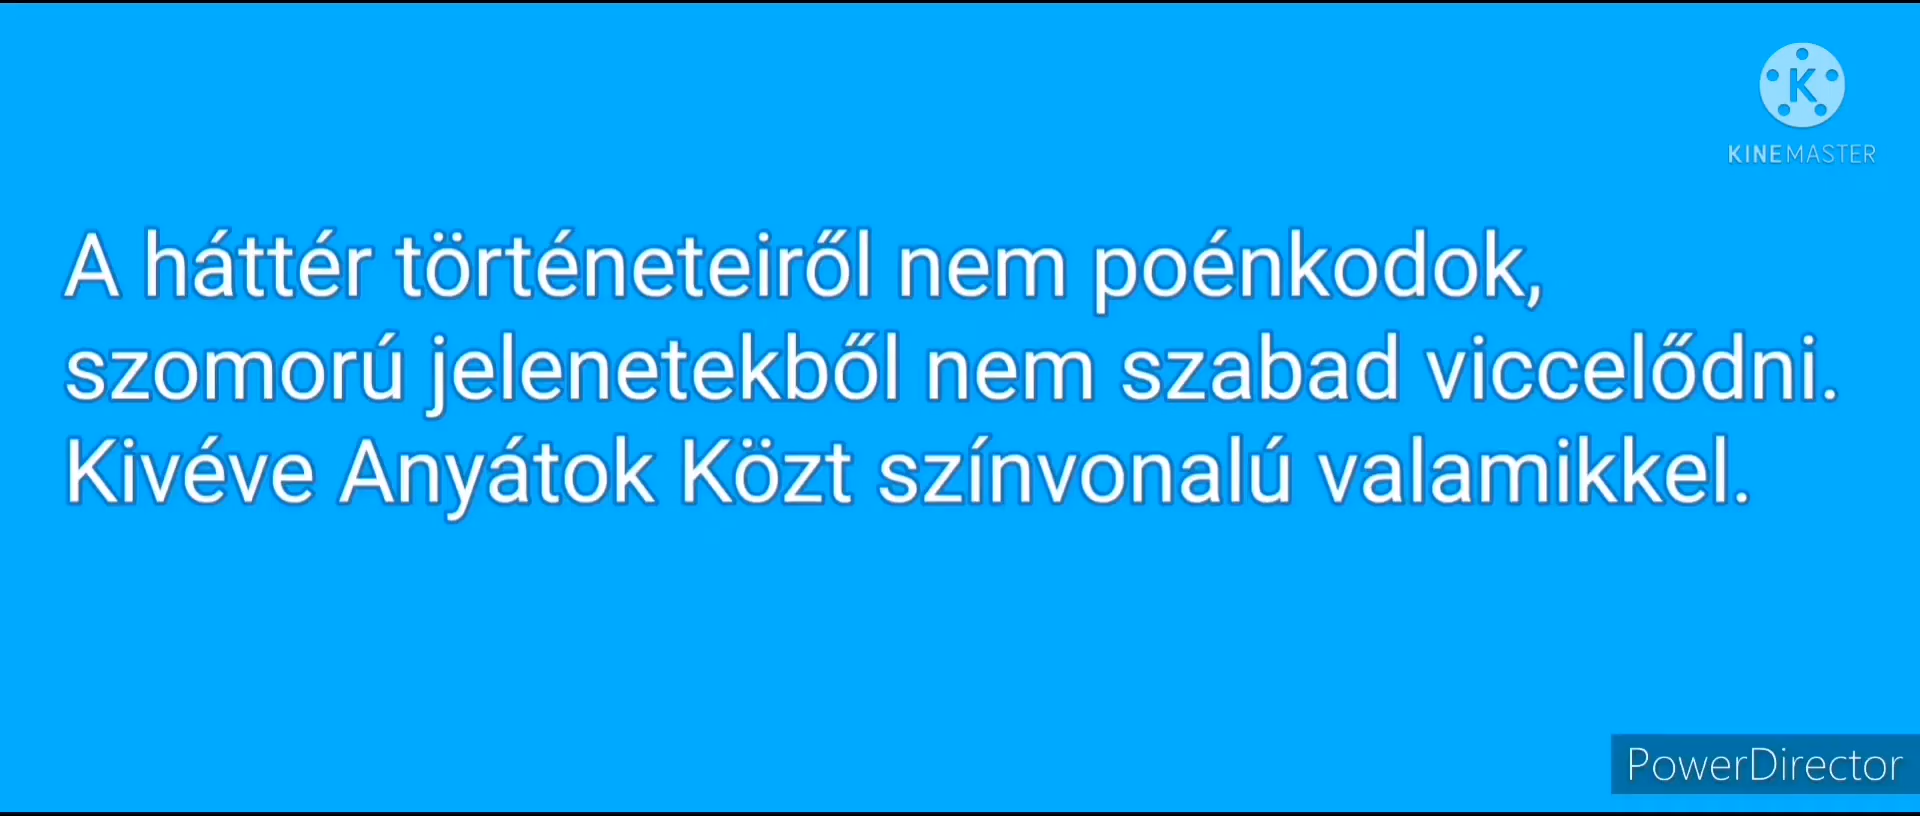 K
KINEMASTER
A háttér történeteiről nem poénkodok,
szomorú jelenetekből nem szabad viccelődni.
Kivéve Anyátok Közt színvonalú valamikkel.
PowerDirector